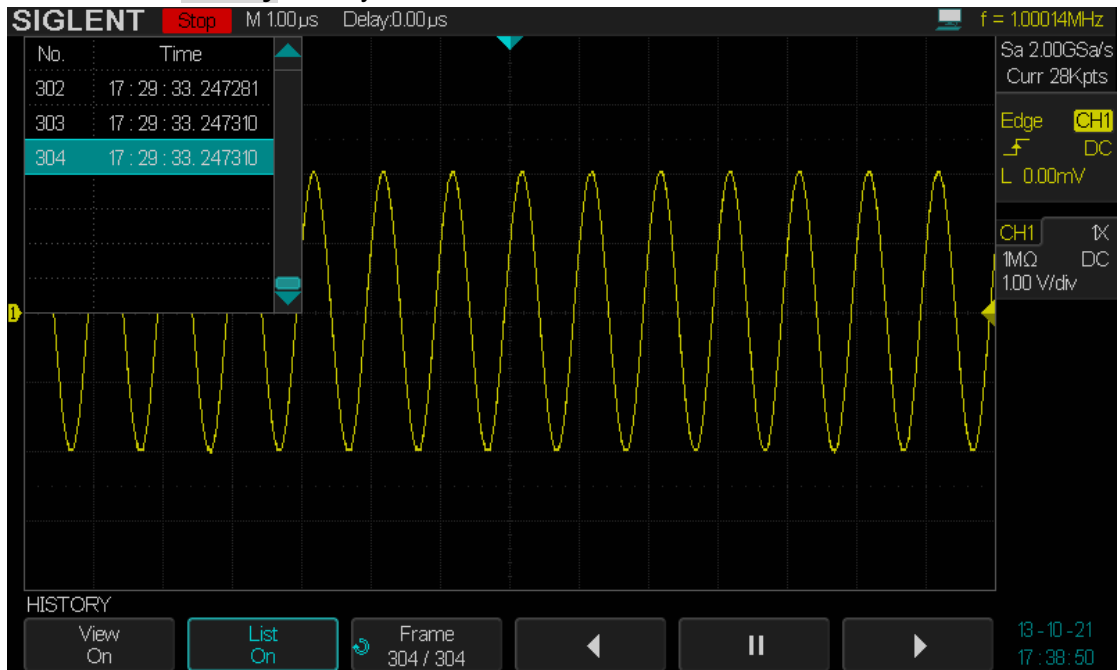 SIGLENT Stop M 1.00µs Delay:0.00µs f = 1.00014MHz
No. Time
302 17 : 29 : 33. 247281
303 17 : 29 : 33. 247310
304 17 : 29 : 33. 247310
Sa 2.00GSa/s
Curr 28Kpts
Edge CH1
DC
L 0.00mV
CH1 1X
1MΩ DC
1.00 V/div
1
HISTORY
View
On
List
On
Frame
304 / 304
13-10-21
17:38:50